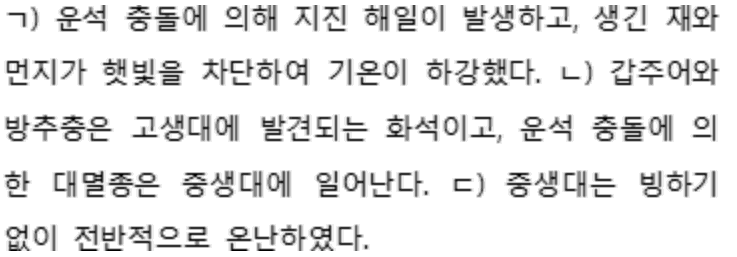 ㄱ) 운석 충돌에 의해 지진 해일이 발생하고, 생긴 재와
먼지가 햇빛을 차단하여 기온이 하강했다. ㄴ) 갑주어와
방추충은 고생대에 발견되는 화석이고, 운석 충돌에 의
한 대멸종은 중생대에 일어난다. ㄷ) 중생대는 빙하기
없이 전반적으로 온난하였다.